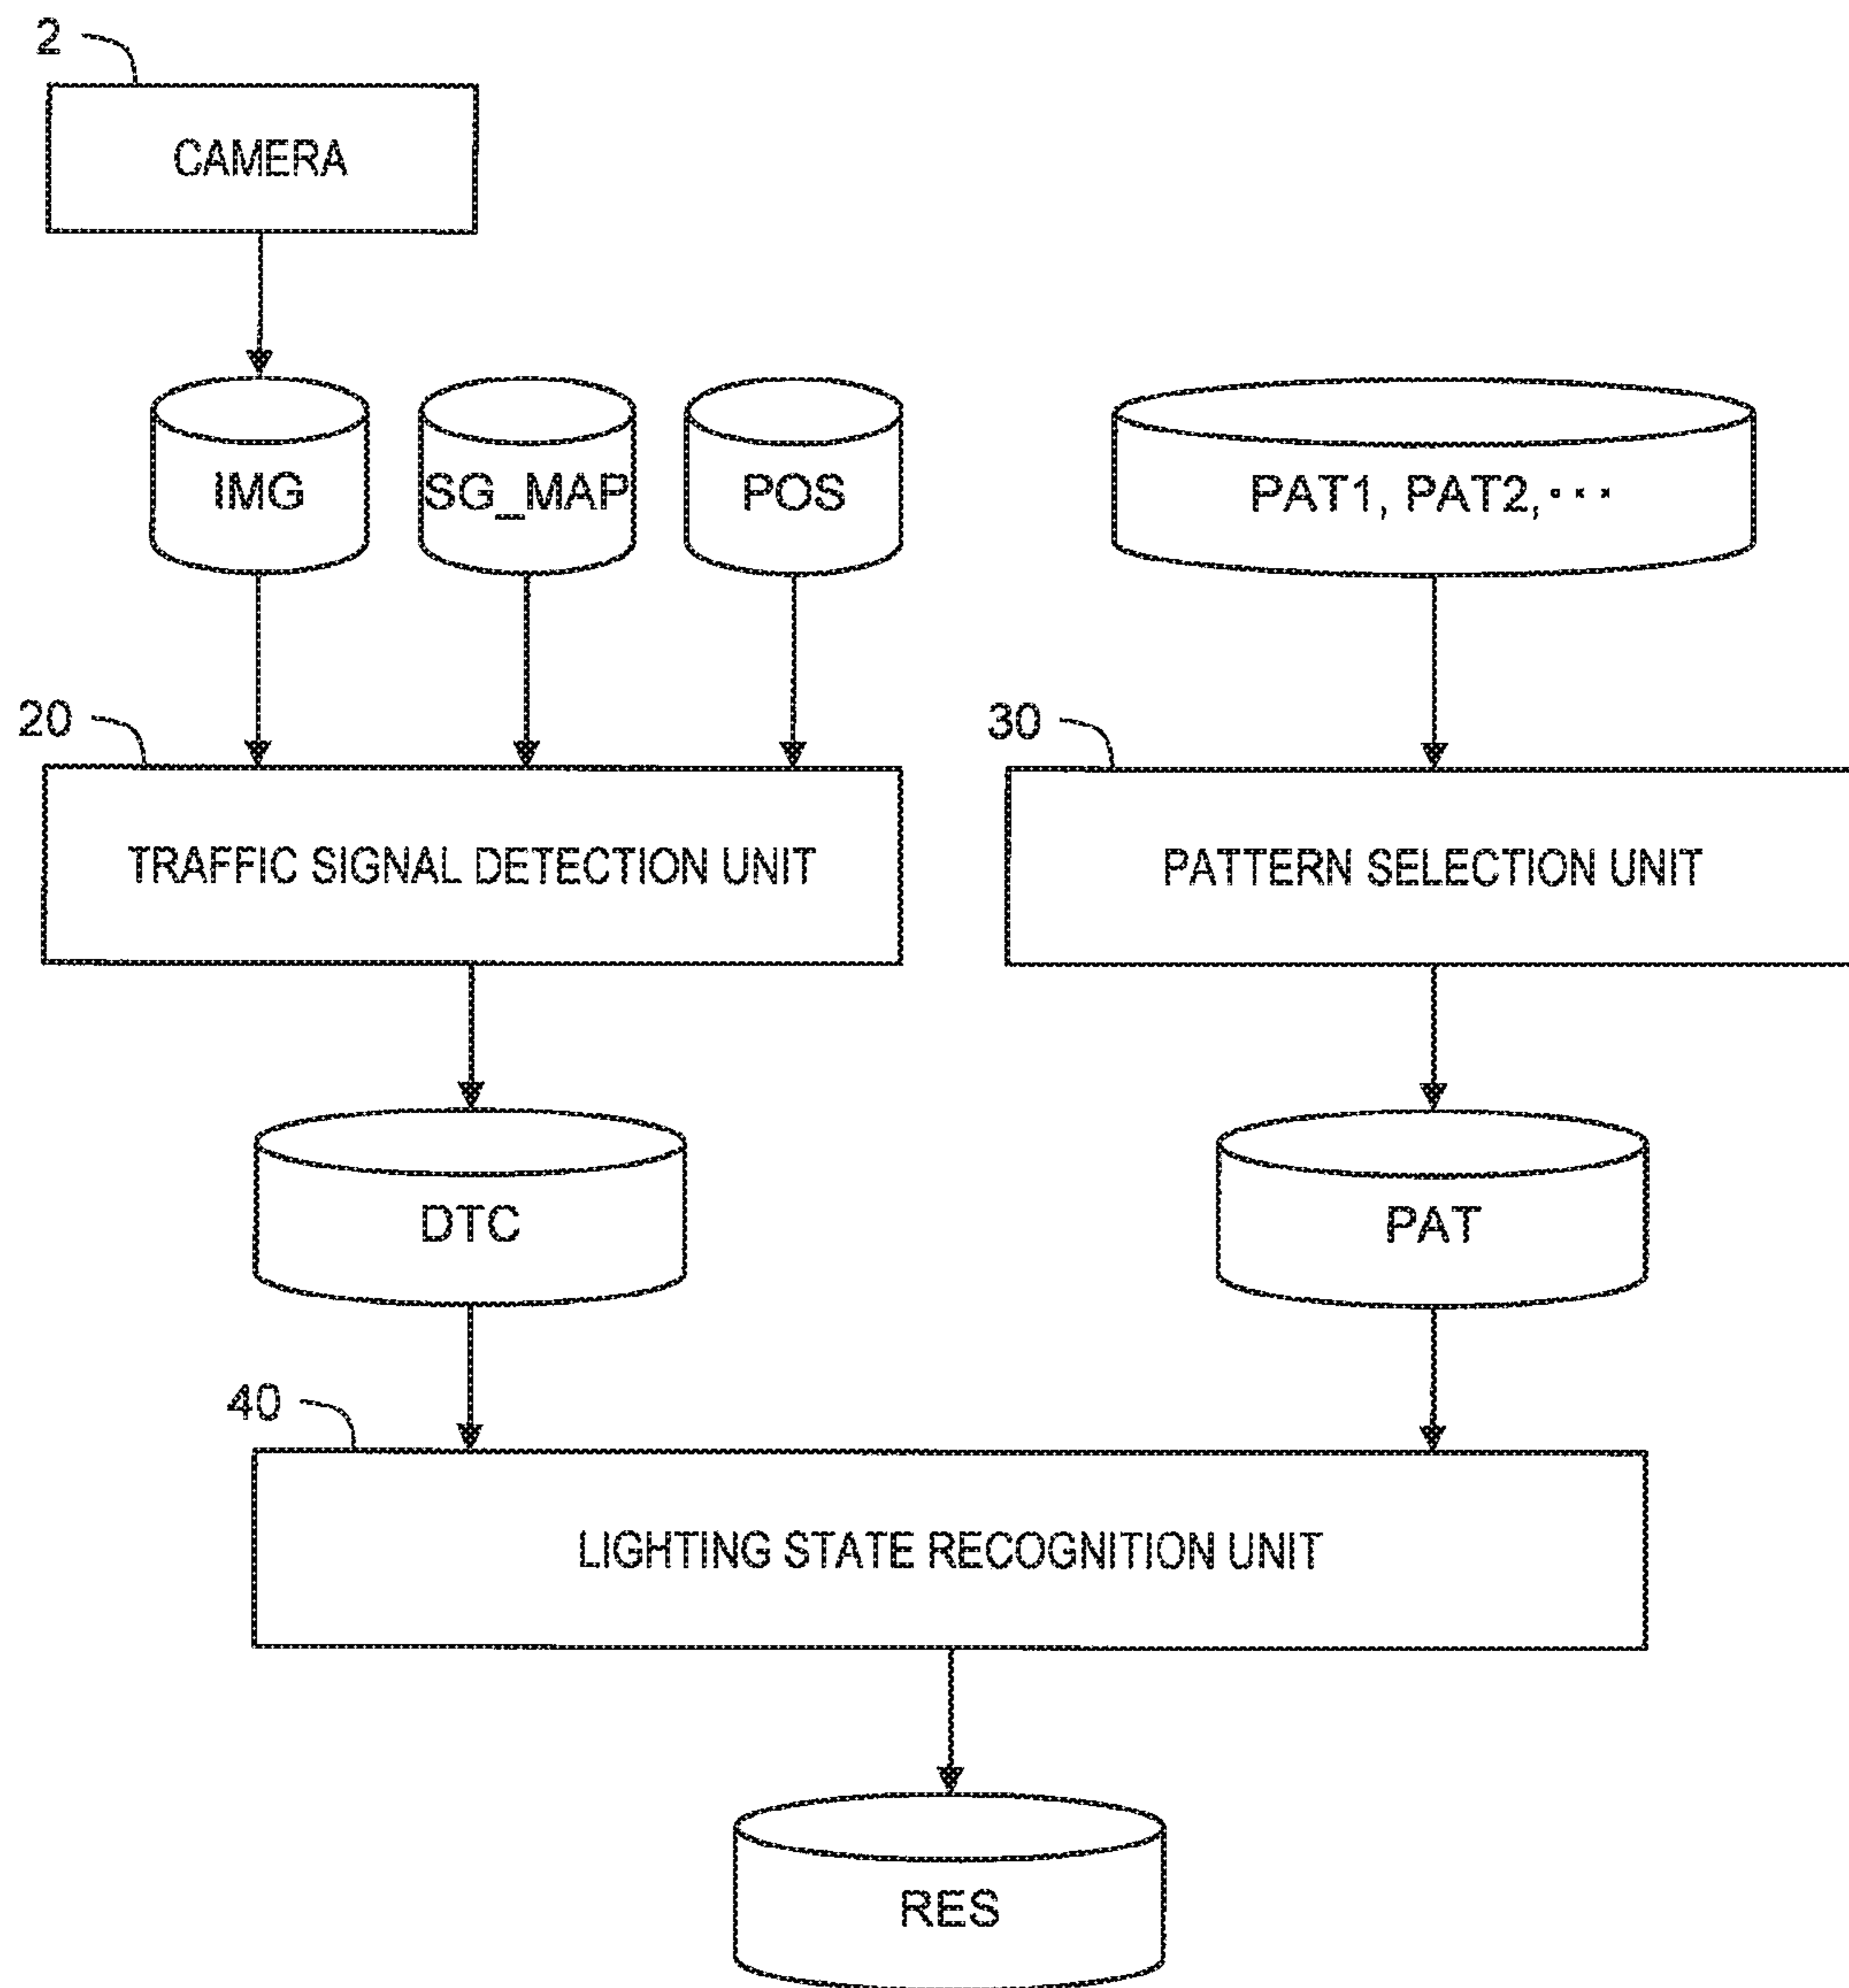 2
CAMERA
IMG
SG_MAP
POS
PAT1, PAT2, ···
20
30
TRAFFIC SIGNAL DETECTION UNIT
PATTERN SELECTION UNIT
DTC
PAT
40
LIGHTING STATE RECOGNITION UNIT
RES